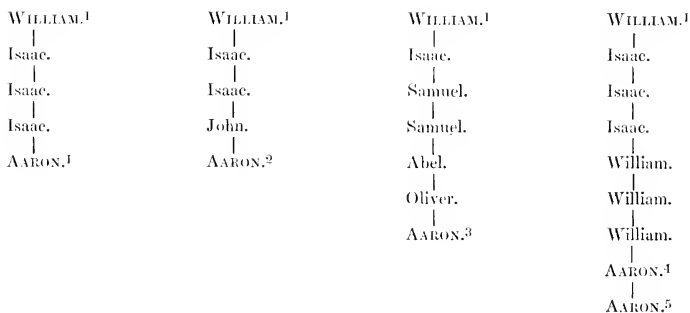 WILLIAM.¹
Isaac.
Isaac.
Isaac.
AARON.¹
WILLIAM.¹
Isaac.
Isaac.
John.
AARON.²
WILLIAM.¹
Isaac.
Samuel.
Samuel.
Abel.
Oliver.
AARON.³
WILLIAM.¹
Isaac.
Isaac.
Isaac.
William.
William.
William.
AARON.⁴
AARON.⁵